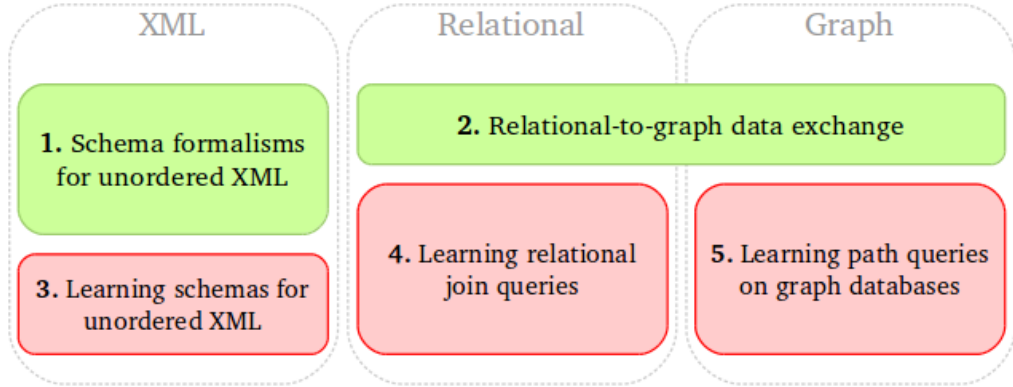 XML
Relational
Graph
1. Schema formalisms
for unordered XML
2. Relational-to-graph data exchange
3. Learning schemas for
unordered XML
4. Learning relational
join queries
5. Learning path queries
on graph databases